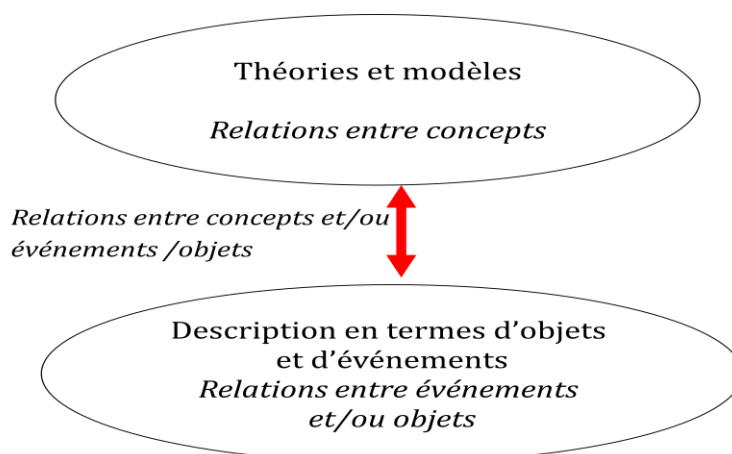 Théories et modèles
Relations entre concepts
Relations entre concepts et/ou
événements /objets
Description en termes d’objets
et d’événements
Relations entre événements
et/ou objets